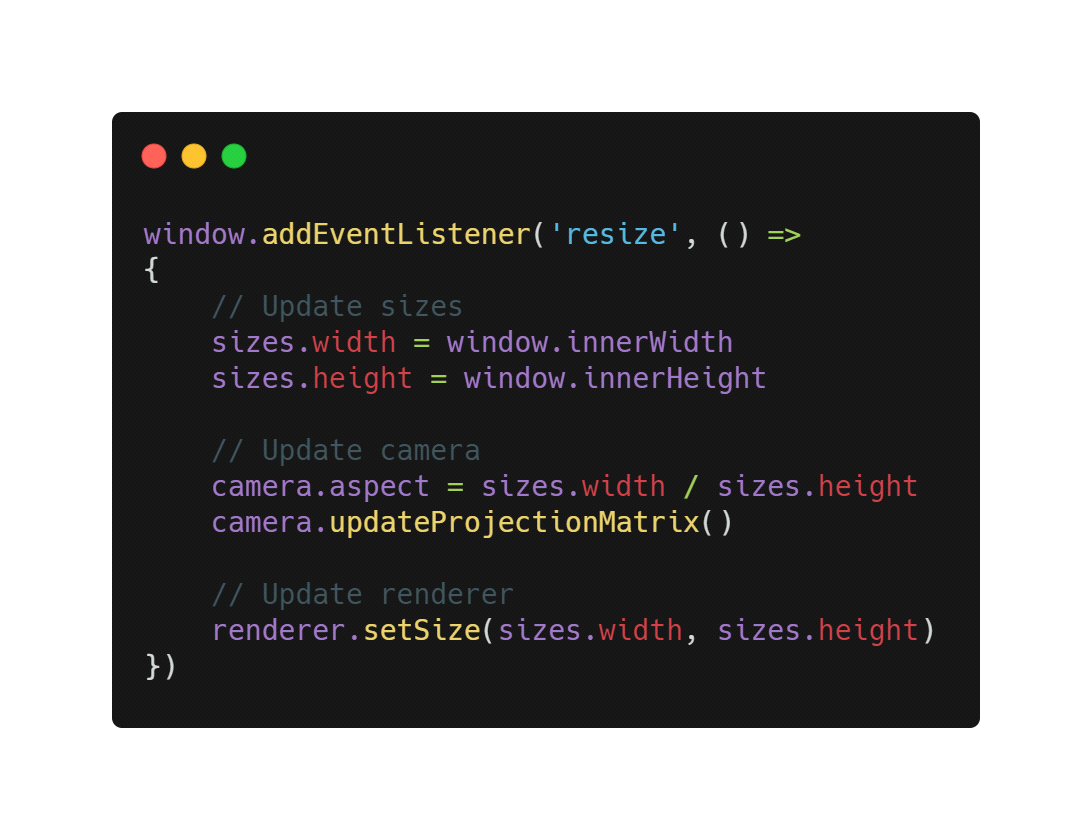 window.addEventListener('resize', () =>
{
    // Update sizes
    sizes.width = window.innerWidth
    sizes.height = window.innerHeight

    // Update camera
    camera.aspect = sizes.width / sizes.height
    camera.updateProjectionMatrix()

    // Update renderer
    renderer.setSize(sizes.width, sizes.height)
})